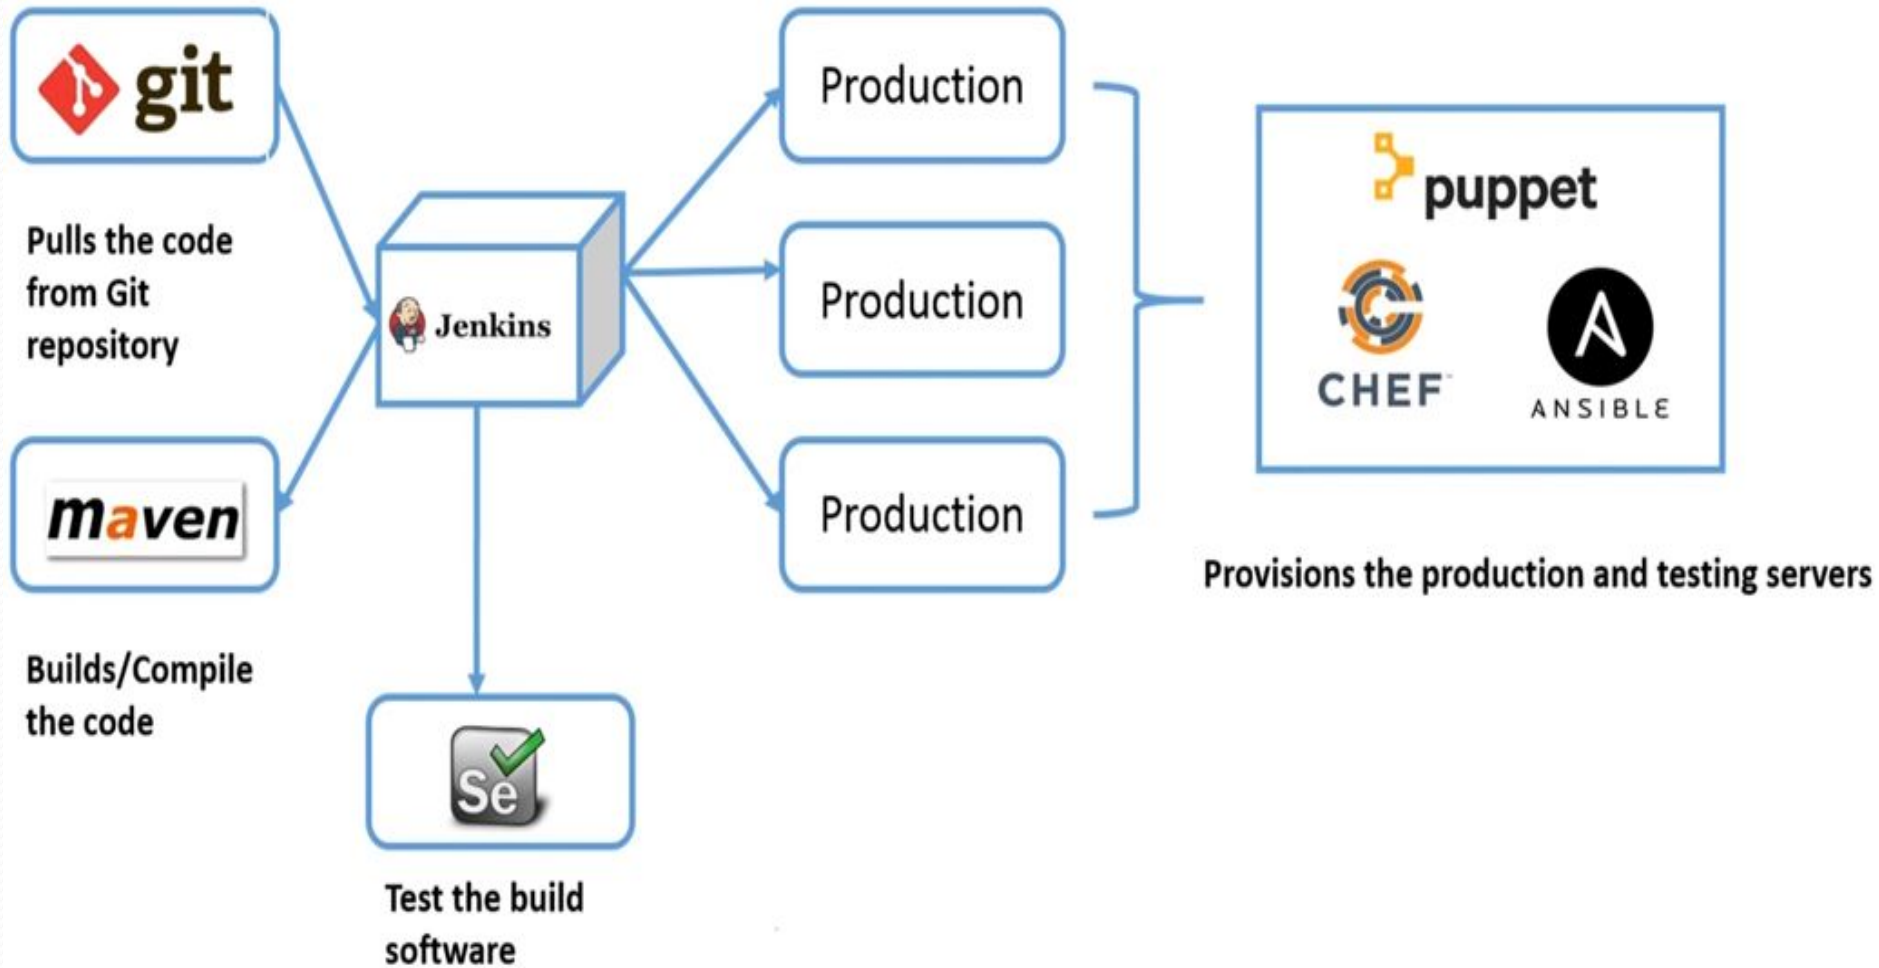 git
Pulls the code
from Git
repository
maven
Builds/Compile
the code
Jenkins
Se
Test the build
software
Production
Production
Production
puppet
CHEF
ANSIBLE
Provisions the production and testing servers